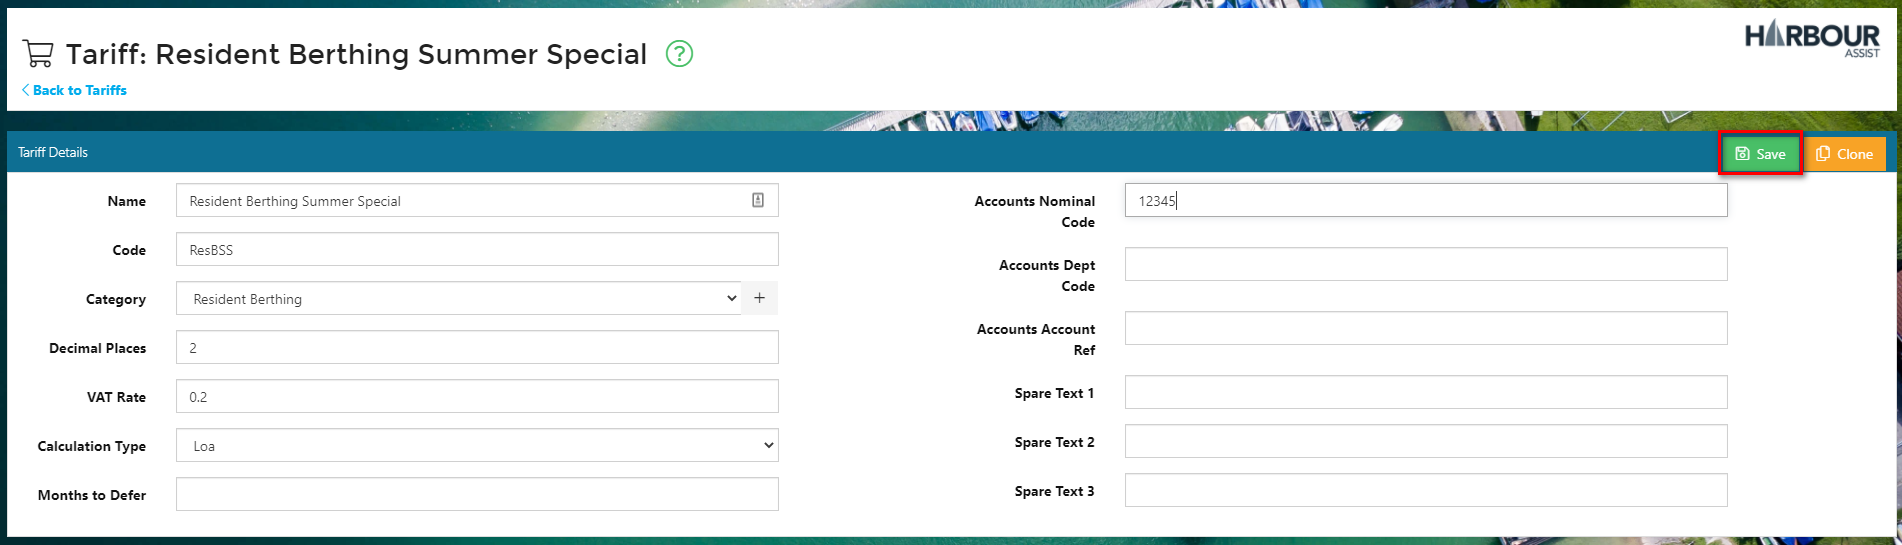 Tariff: Resident Berthing Summer Special ?
HARBOUR
ASSIST
Back to Tariffs
Tariff Details
Save
Clone
Name
Resident Berthing Summer Special
Code
ResBSS
Category
Resident Berthing
+
Decimal Places
2
VAT Rate
0.2
Calculation Type
Loa
Months to Defer
Accounts Nominal
Code
12345
Accounts Dept
Code
Accounts Account
Ref
Spare Text 1
Spare Text 2
Spare Text 3